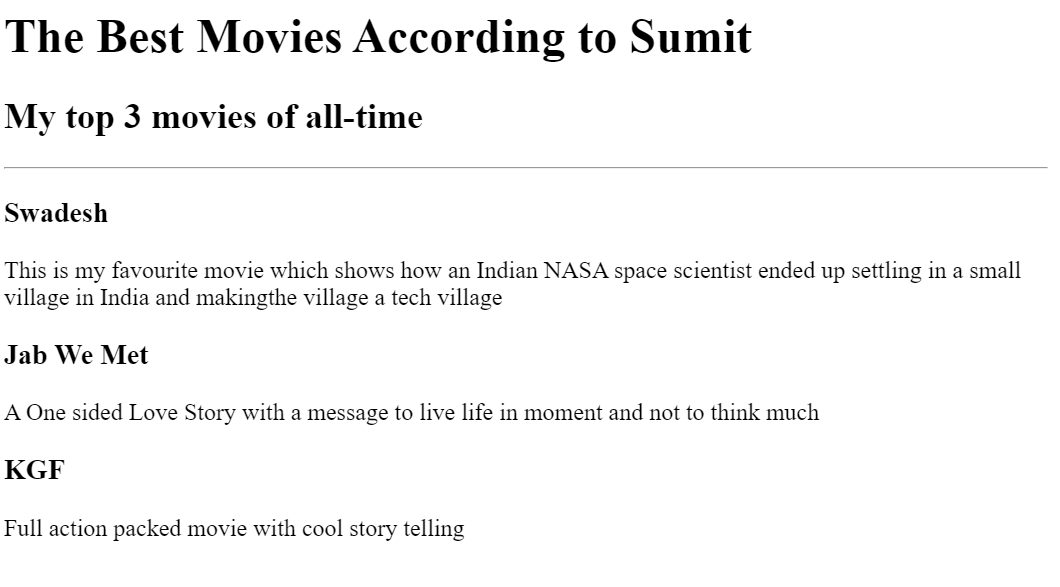 The Best Movies According to Sumit
My top 3 movies of all-time
Swadesh
This is my favourite movie which shows how an Indian NASA space scientist ended up settling in a small
village in India and makingthe village a tech village
Jab We Met
A One sided Love Story with a message to live life in moment and not to think much
KGF
Full action packed movie with cool story telling